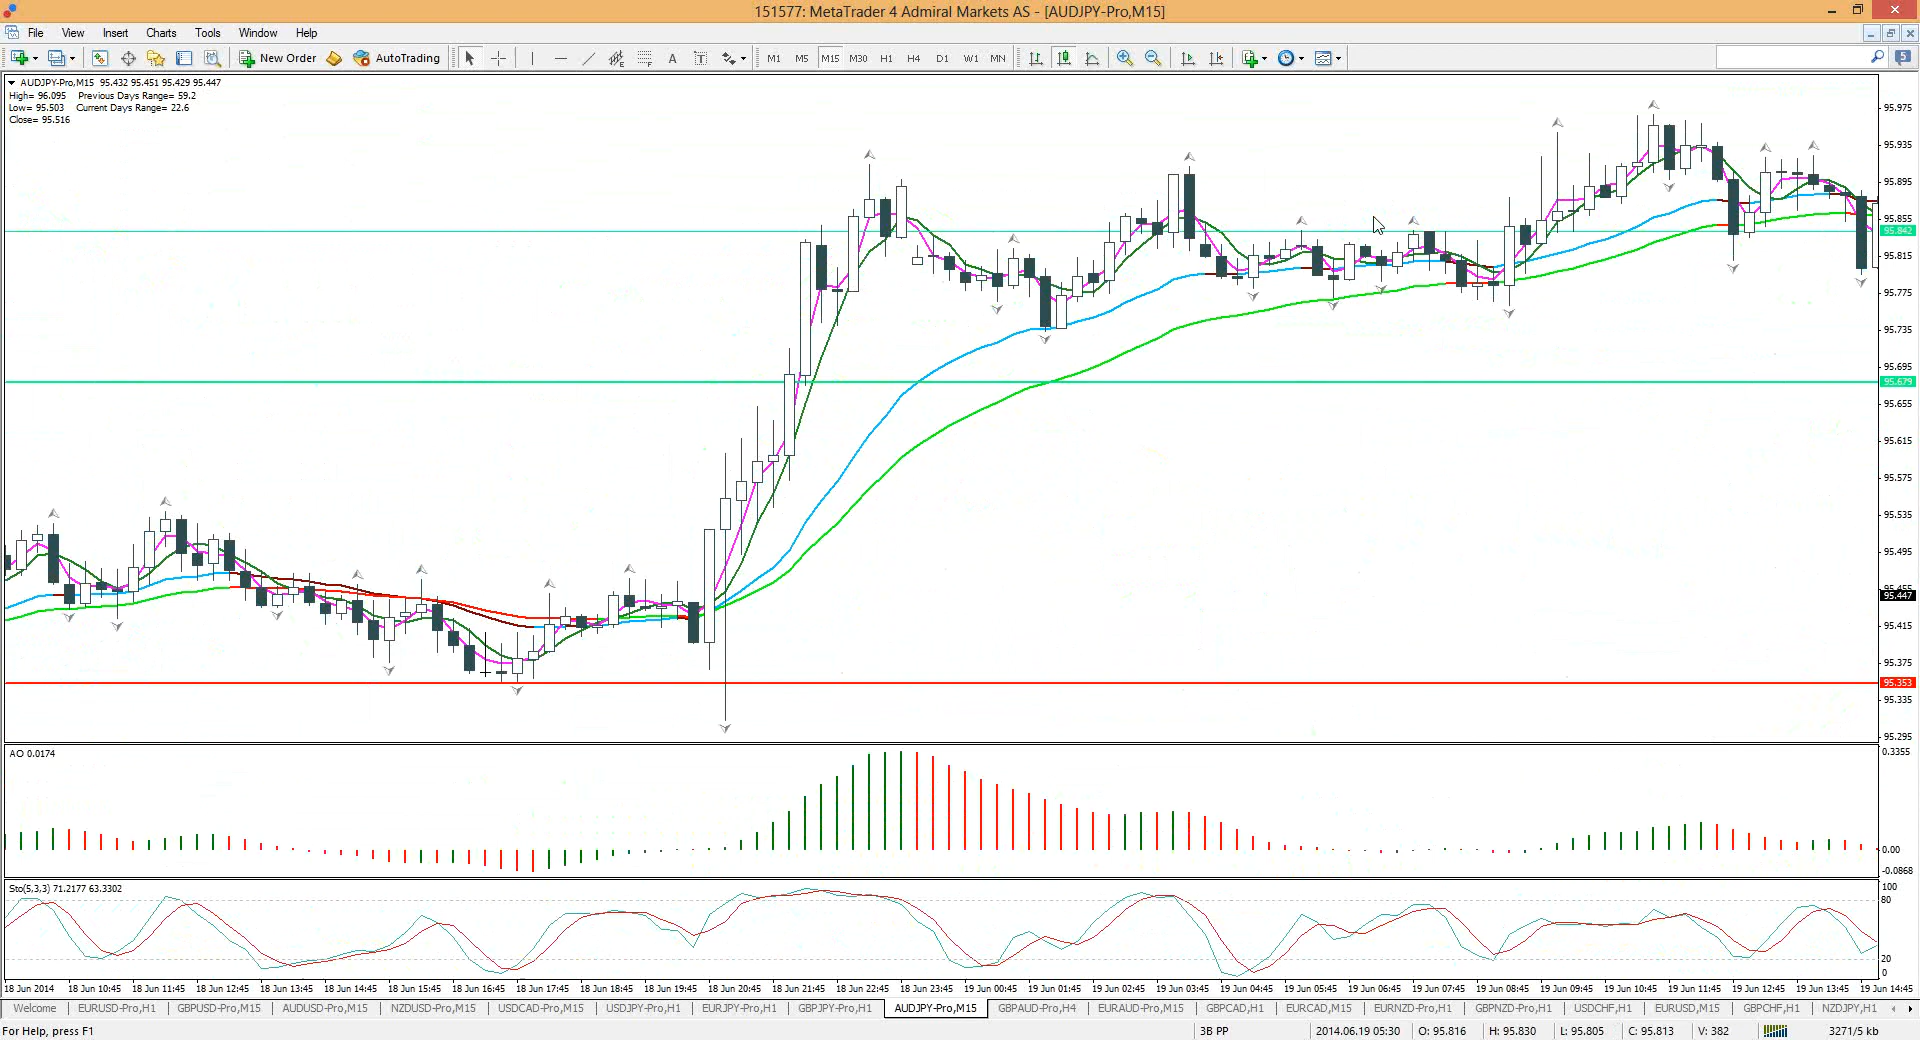 151577: MetaTrader 4 Admiral Markets AS - [AUDJPY-Pro,M15]
File View Insert Charts Tools Window Help
New Order AutoTrading A T M1 M5 M15 M30 H1 H4 D1 W1 MN 5
AUDJPY-Pro,M15 95.432 95.451 95.429 95.447
High= 96.095 Previous Days Range= 59.2
Low= 95.503 Current Days Range= 22.6
Close= 95.516
95.975
95.935
95.895
95.855
95.842
95.815
95.775
95.735
95.695
95.679
95.655
95.615
95.575
95.535
95.495
95.455
95.447
95.415
95.375
95.353
95.335
95.295
AO 0.0174
0.3355
0.00
-0.0868
Sto(5,3,3) 71.2177 63.3302
100
80
20
0
18 Jun 2014 18 Jun 10:45 18 Jun 11:45 18 Jun 12:45 18 Jun 13:45 18 Jun 14:45 18 Jun 15:45 18 Jun 16:45 18 Jun 17:45 18 Jun 18:45 18 Jun 19:45 18 Jun 20:45 18 Jun 21:45 18 Jun 22:45 18 Jun 23:45 19 Jun 00:45 19 Jun 01:45 19 Jun 02:45 19 Jun 03:45 19 Jun 04:45 19 Jun 05:45 19 Jun 06:45 19 Jun 07:45 19 Jun 08:45 19 Jun 09:45 19 Jun 10:45 19 Jun 11:45 19 Jun 12:45 19 Jun 13:45 19 Jun 14:45
Welcome EURUSD-Pro,H1 GBPUSD-Pro,M15 AUDUSD-Pro,M15 NZDUSD-Pro,M15 USDCAD-Pro,M15 USDJPY-Pro,H1 EURJPY-Pro,H1 GBPJPY-Pro,H1 AUDJPY-Pro,M15 GBPAUD-Pro,H4 EURAUD-Pro,M15 GBPCAD,H1 EURCAD,M15 EURNZD-Pro,H1 GBPNZD-Pro,H1 USDCHF,H1 EURUSD,M15 GBPCHF,H1 NZDJPY,H1
For Help, press F1 3B PP 2014.06.19 05:30 O: 95.816 H: 95.830 L: 95.805 C: 95.813 V: 382 3271/5 kb